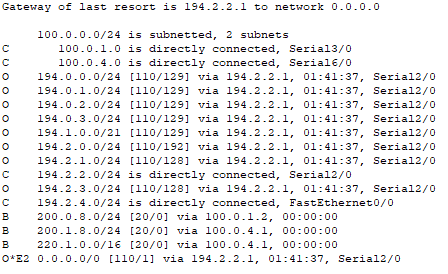 Gateway of last resort is 194.2.2.1 to network 0.0.0.0
100.0.0.0/24 is subnetted, 2 subnets
C 100.0.1.0 is directly connected, Serial3/0
C 100.0.4.0 is directly connected, Serial6/0
O 194.0.0.0/24 [110/129] via 194.2.2.1, 01:41:37, Serial2/0
O 194.0.1.0/24 [110/129] via 194.2.2.1, 01:41:37, Serial2/0
O 194.0.2.0/24 [110/129] via 194.2.2.1, 01:41:37, Serial2/0
O 194.0.3.0/24 [110/129] via 194.2.2.1, 01:41:37, Serial2/0
O 194.1.0.0/21 [110/129] via 194.2.2.1, 01:41:37, Serial2/0
O 194.2.0.0/24 [110/192] via 194.2.2.1, 01:41:37, Serial2/0
O 194.2.1.0/24 [110/128] via 194.2.2.1, 01:41:37, Serial2/0
C 194.2.2.0/24 is directly connected, Serial2/0
O 194.2.3.0/24 [110/128] via 194.2.2.1, 01:41:37, Serial2/0
C 194.2.4.0/24 is directly connected, FastEthernet0/0
B 200.0.8.0/24 [20/0] via 100.0.1.2, 00:00:00
B 200.1.8.0/24 [20/0] via 100.0.4.1, 00:00:00
B 220.1.0.0/16 [20/0] via 100.0.4.1, 00:00:00
O*E2 0.0.0.0/0 [110/1] via 194.2.2.1, 01:41:37, Serial2/0